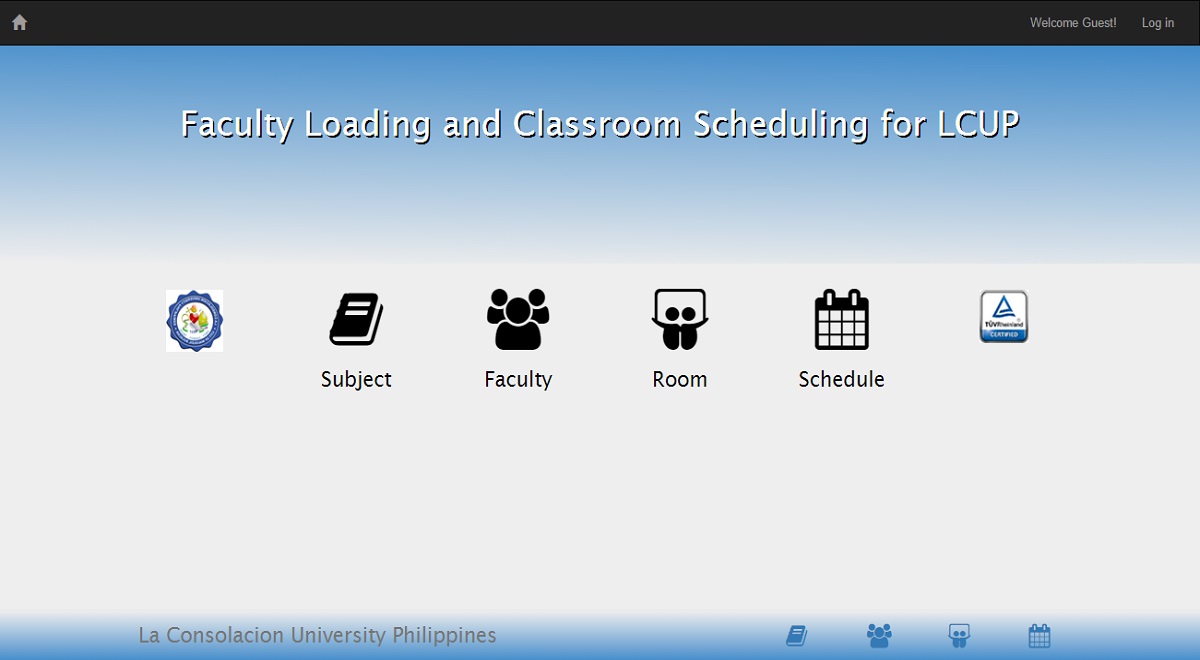 Welcome Guest! Log in
Faculty Loading and Classroom Scheduling for LCUP
TÜVRheinland
CERTIFIED
Subject Faculty Room Schedule
La Consolacion University Philippines